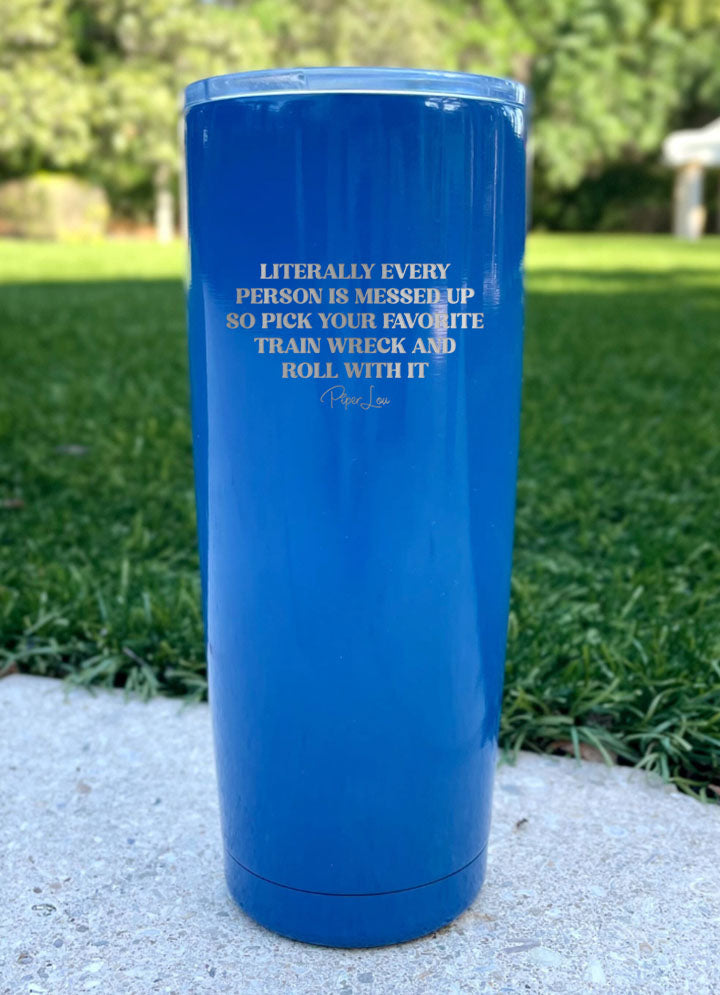 LITERALLY EVERY
PERSON IS MESSED UP
SO PICK YOUR FAVORITE
TRAIN WRECK AND
ROLL WITH IT
Piper Lou